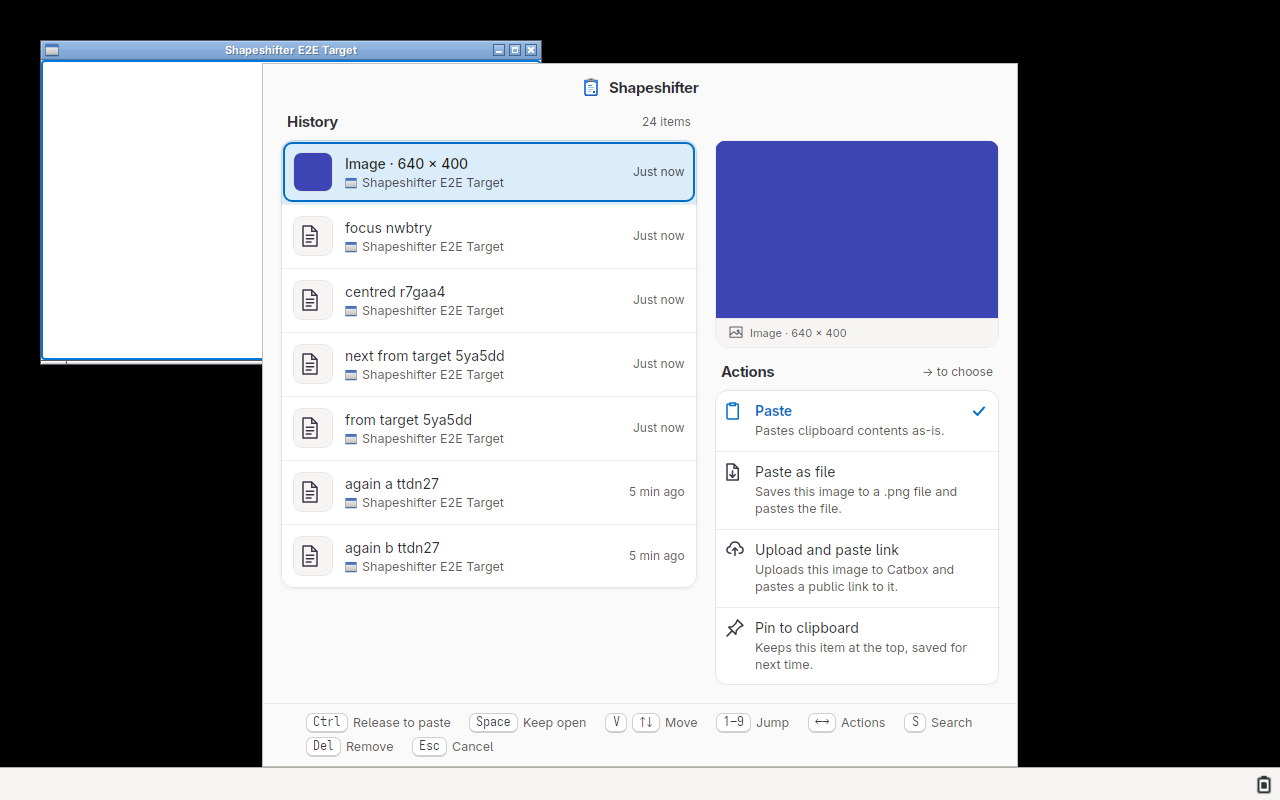 Shapeshifter E2E Target
Shapeshifter
History
24 items
Image · 640 × 400
Shapeshifter E2E Target
Just now
focus nwbtry
Shapeshifter E2E Target
Just now
centred r7gaa4
Shapeshifter E2E Target
Just now
next from target 5ya5dd
Shapeshifter E2E Target
Just now
from target 5ya5dd
Shapeshifter E2E Target
Just now
again a ttdn27
Shapeshifter E2E Target
5 min ago
again b ttdn27
Shapeshifter E2E Target
5 min ago
Image · 640 × 400
Actions
→ to choose
Paste
Pastes clipboard contents as-is.
Paste as file
Saves this image to a .png file and
pastes the file.
Upload and paste link
Uploads this image to Catbox and
pastes a public link to it.
Pin to clipboard
Keeps this item at the top, saved for
next time.
Ctrl Release to paste Space Keep open V ↑↓ Move 1–9 Jump ↔ Actions S Search
Del Remove Esc Cancel